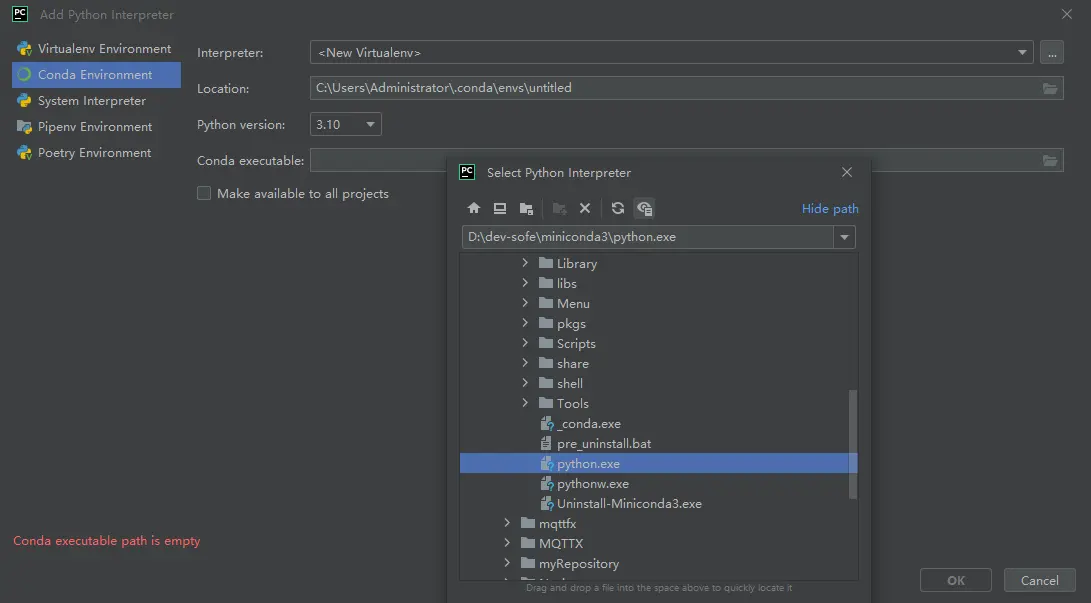 PC Add Python Interpreter
Virtualenv Environment
Conda Environment
System Interpreter
Pipenv Environment
Poetry Environment
Interpreter: <New Virtualenv> ...
Location: C:\Users\Administrator\.conda\envs\untitled
Python version: 3.10
Conda executable:
Make available to all projects
PC Select Python Interpreter
Hide path
D:\dev-sofe\miniconda3\python.exe
Library
libs
Menu
pkgs
Scripts
share
shell
Tools
_conda.exe
pre_uninstall.bat
python.exe
pythonw.exe
Uninstall-Miniconda3.exe
mqttfx
MQTTX
myRepository
Drag and drop a file into the space above to quickly locate it
Conda executable path is empty
OK Cancel